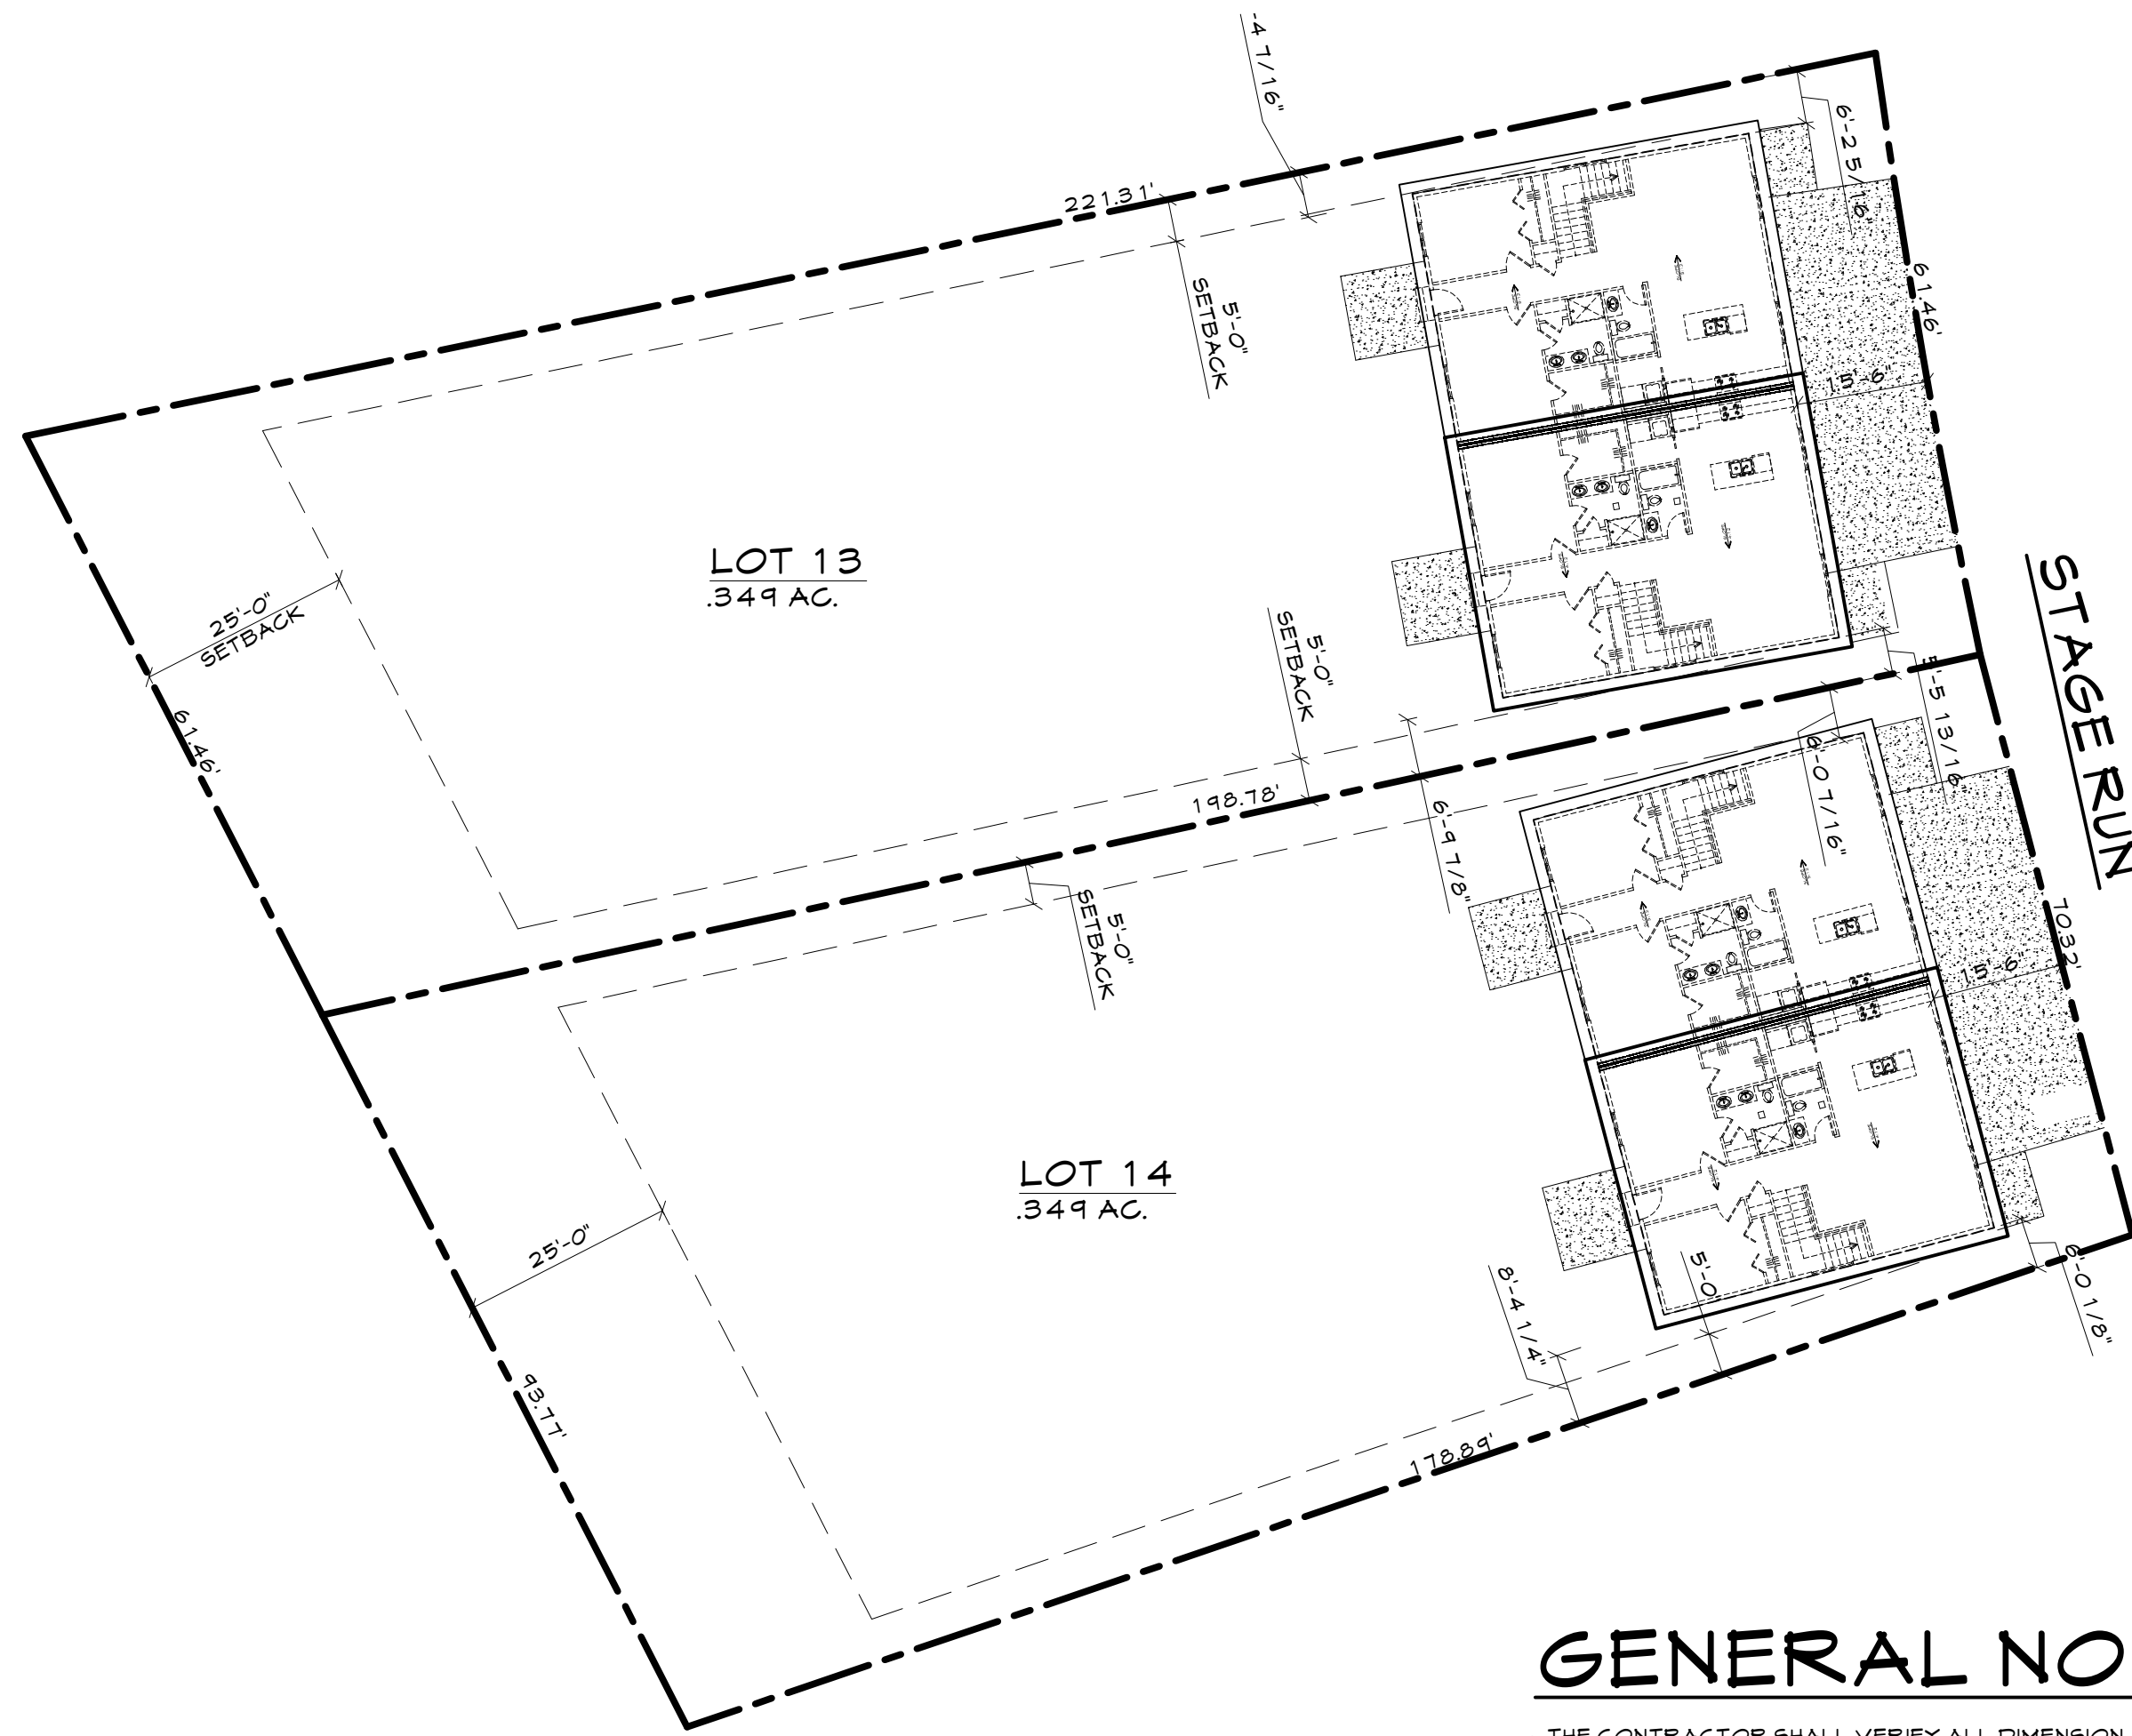 -4 7/16"
6'-2 5/16"
221.31'
5'-0"
SETBACK
61.46'
15'-6"
LOT 13
.349 AC.
25'-0"
SETBACK
5'-0"
SETBACK
STAGE RUN
61.46'
198.78'
5'-5 13/16"
6'-0 7/16"
6'-9 7/8"
5'-0"
SETBACK
70.32'
15'-6"
LOT 14
.349 AC.
25'-0"
8'-4 1/4"
5'-0"
6'-0 1/8"
93.77'
178.89'
GENERAL NO
THE CONTRACTOR SHALL VERIFY ALL DIMENSION